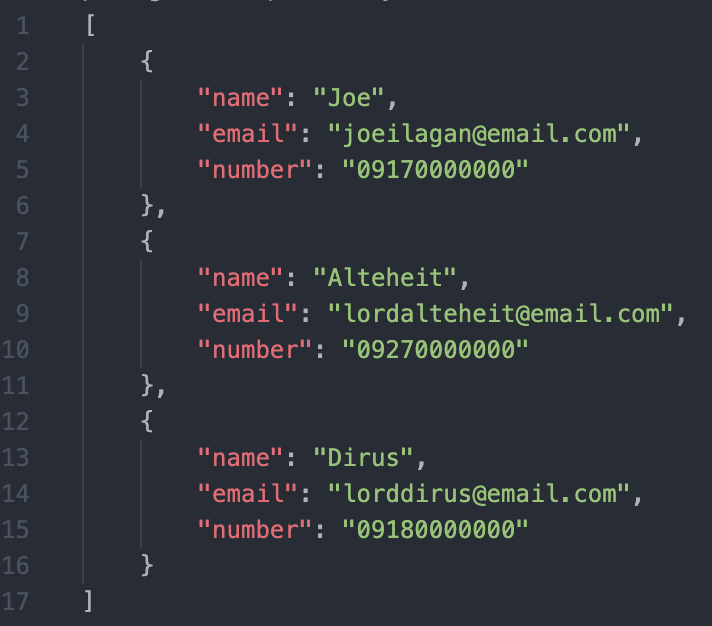 1 [
2 {
3 "name": "Joe",
4 "email": "joeilagan@email.com",
5 "number": "09170000000"
6 },
7 {
8 "name": "Alteheit",
9 "email": "lordalteheit@email.com",
10 "number": "09270000000"
11 },
12 {
13 "name": "Dirus",
14 "email": "lorddirus@email.com",
15 "number": "09180000000"
16 }
17 ]